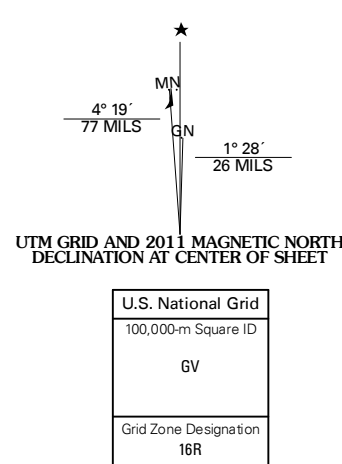 MN
4° 19´
77 MILS
GN
1° 28´
26 MILS
UTM GRID AND 2011 MAGNETIC NORTH
DECLINATION AT CENTER OF SHEET
U.S. National Grid
100,000-m Square ID
GV
Grid Zone Designation
16R